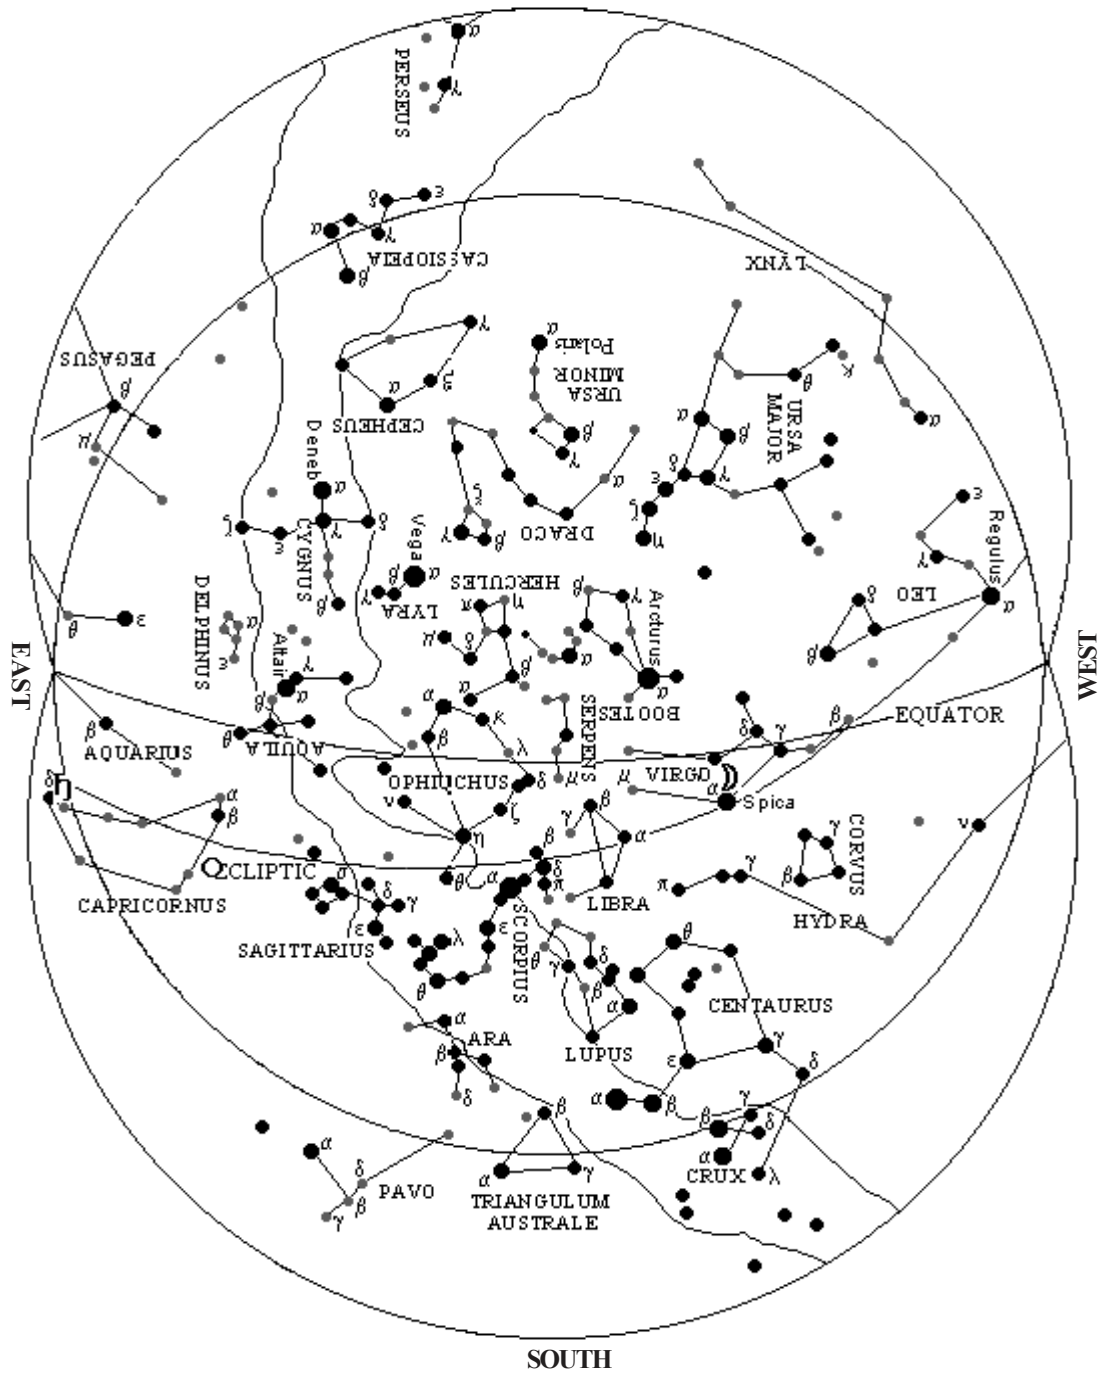 α
γ
PERSEUS
ε
δ
α
γ
CASSIOPEIA
β
LYNX
γ
α
Polaris
URSA
MINOR
PEGASUS
β
ζ
α
CEPHEUS
κ
θ
URSA
MAJOR
α
α
β
γ
β
μ
Deneb
α
δ
γ
ε
ζ
η
α
DRACO
ζ
γ
β
ε
Regulus
γ
LEO
α
δ
β
ζ
ε
γ
δ
CYGNUS
β
Vega
α
γ
LYRA
HERCULES
π
η
μ
δ
β
α
α
β
γ
Arcturus
α
BOOTES
θ
ε
DELPHINUS
α
ε
Altair
γ
α
β
θ
AQUILA
EAST
WEST
β
AQUARIUS
α
κ
β
λ
OPHIUCHUS
δ
ν
ζ
η
θ
SERPENS
μ
μ
VIRGO
δ
γ
β
α
Spica
EQUATOR
δ
α
β
CAPRICORNUS
ECLIPTIC
σ
δ
γ
ε
SAGITTARIUS
α
β
δ
π
SCORPIUS
ε
λ
θ
γ
β
α
LIBRA
π
γ
γ
β
CORVUS
ν
HYDRA
θ
γ
δ
β
α
LUPUS
θ
CENTAURUS
γ
ε
δ
α
β
α
ARA
β
δ
α
δ
β
γ
PAVO
β
α
γ
TRIANGULUM
AUSTRALE
γ
β
δ
α
CRUX
λ
SOUTH